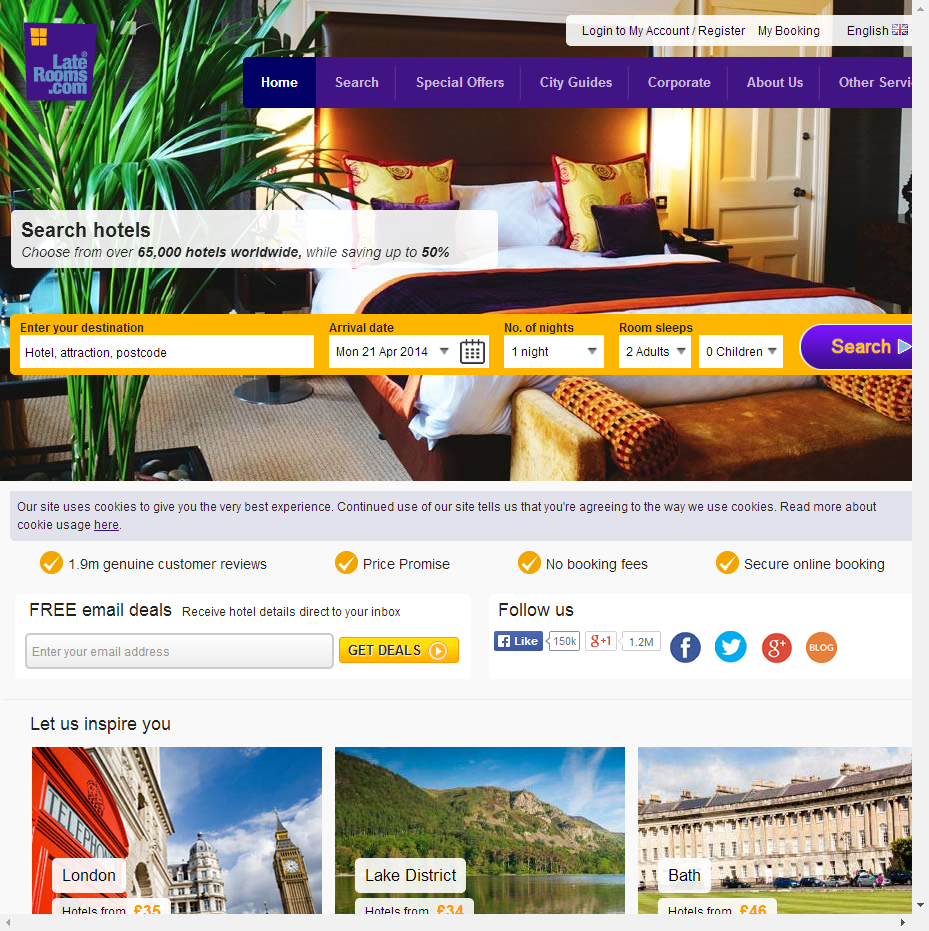 Login to My Account / Register My Booking English
Late Rooms .com
Home Search Special Offers City Guides Corporate About Us Other Servi
Search hotels
Choose from over 65,000 hotels worldwide, while saving up to 50%
Enter your destination Arrival date No. of nights Room sleeps
Hotel, attraction, postcode Mon 21 Apr 2014 1 night 2 Adults 0 Children Search
Our site uses cookies to give you the very best experience. Continued use of our site tells us that you're agreeing to the way we use cookies. Read more about
cookie usage here.
1.9m genuine customer reviews Price Promise No booking fees Secure online booking
FREE email deals Receive hotel details direct to your inbox
Follow us
Enter your email address GET DEALS
Like 150k g+1 1.2M f g+ BLOG
Let us inspire you
TELEPHONE
London Lake District Bath
Hotels from £35 Hotels from £34 Hotels from £46